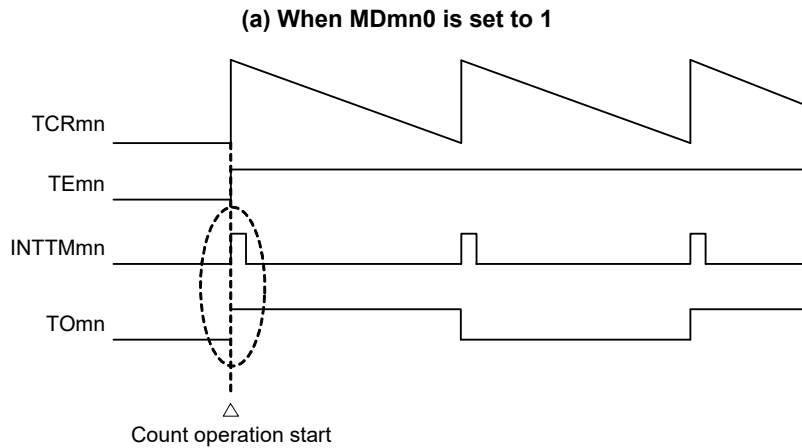 (a) When MDmn0 is set to 1
TCRmn
TEmn
INTTMmn
TOmn
Count operation start